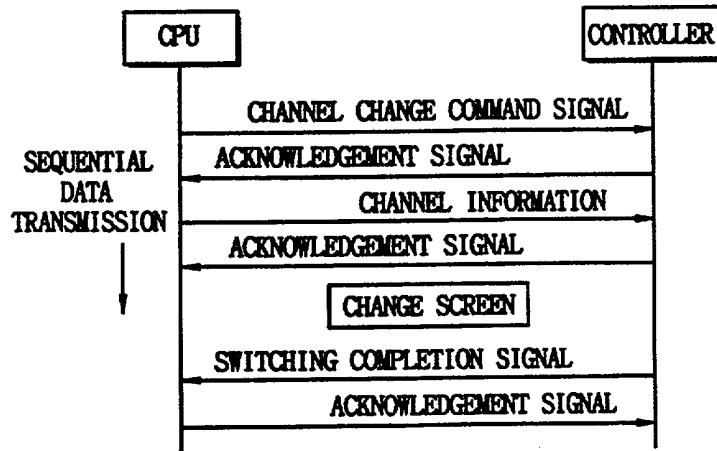 CPU
CONTROLLER
CHANNEL CHANGE COMMAND SIGNAL
ACKNOWLEDGEMENT SIGNAL
SEQUENTIAL
DATA
TRANSMISSION
CHANNEL INFORMATION
ACKNOWLEDGEMENT SIGNAL
CHANGE SCREEN
SWITCHING COMPLETION SIGNAL
ACKNOWLEDGEMENT SIGNAL